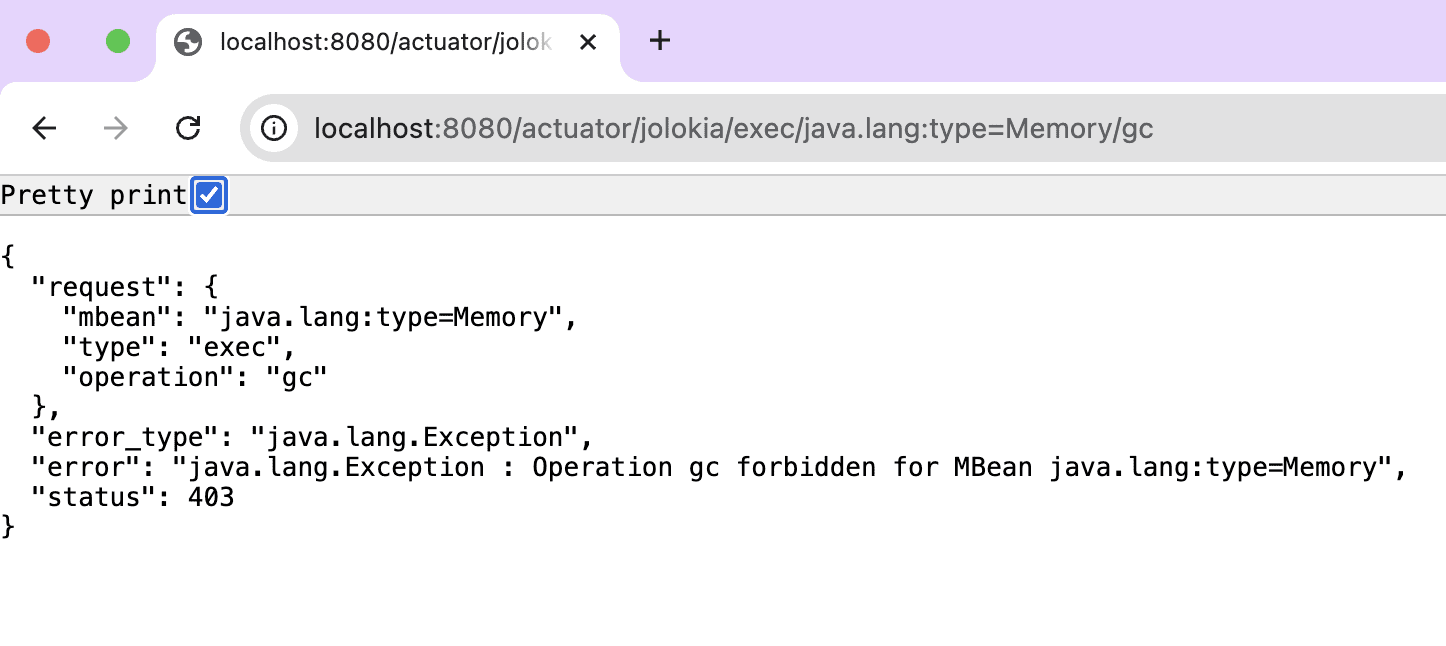 localhost:8080/actuator/jolok
localhost:8080/actuator/jolokia/exec/java.lang:type=Memory/gc
Pretty print
{
  "request": {
    "mbean": "java.lang:type=Memory",
    "type": "exec",
    "operation": "gc"
  },
  "error_type": "java.lang.Exception",
  "error": "java.lang.Exception : Operation gc forbidden for MBean java.lang:type=Memory",
  "status": 403
}